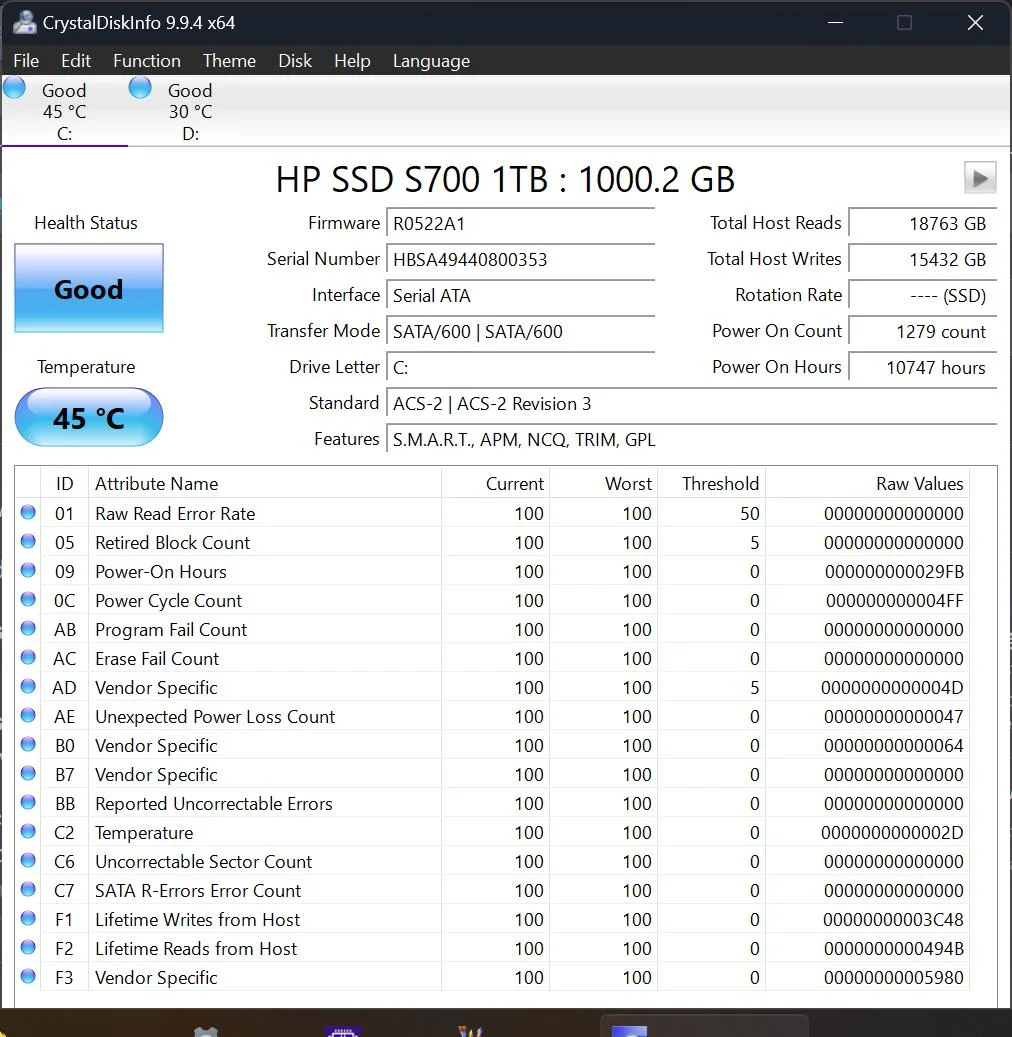 CrystalDiskInfo 9.9.4 x64
File Edit Function Theme Disk Help Language
Good Good
45 °C 30 °C
C: D:
HP SSD S700 1TB : 1000.2 GB
Health Status
Good
Temperature
45 °C
Firmware R0522A1
Serial Number HBSA49440800353
Interface Serial ATA
Transfer Mode SATA/600 | SATA/600
Drive Letter C:
Standard ACS-2 | ACS-2 Revision 3
Features S.M.A.R.T., APM, NCQ, TRIM, GPL
Total Host Reads 18763 GB
Total Host Writes 15432 GB
Rotation Rate ---- (SSD)
Power On Count 1279 count
Power On Hours 10747 hours
ID Attribute Name Current Worst Threshold Raw Values
01 Raw Read Error Rate 100 100 50 00000000000000
05 Retired Block Count 100 100 5 00000000000000
09 Power-On Hours 100 100 0 000000000029FB
0C Power Cycle Count 100 100 0 000000000004FF
AB Program Fail Count 100 100 0 00000000000000
AC Erase Fail Count 100 100 0 00000000000000
AD Vendor Specific 100 100 5 0000000000004D
AE Unexpected Power Loss Count 100 100 0 00000000000047
B0 Vendor Specific 100 100 0 00000000000064
B7 Vendor Specific 100 100 0 00000000000000
BB Reported Uncorrectable Errors 100 100 0 00000000000000
C2 Temperature 100 100 0 0000000000002D
C6 Uncorrectable Sector Count 100 100 0 00000000000000
C7 SATA R-Errors Error Count 100 100 0 00000000000000
F1 Lifetime Writes from Host 100 100 0 00000000003C48
F2 Lifetime Reads from Host 100 100 0 0000000000494B
F3 Vendor Specific 100 100 0 00000000005980